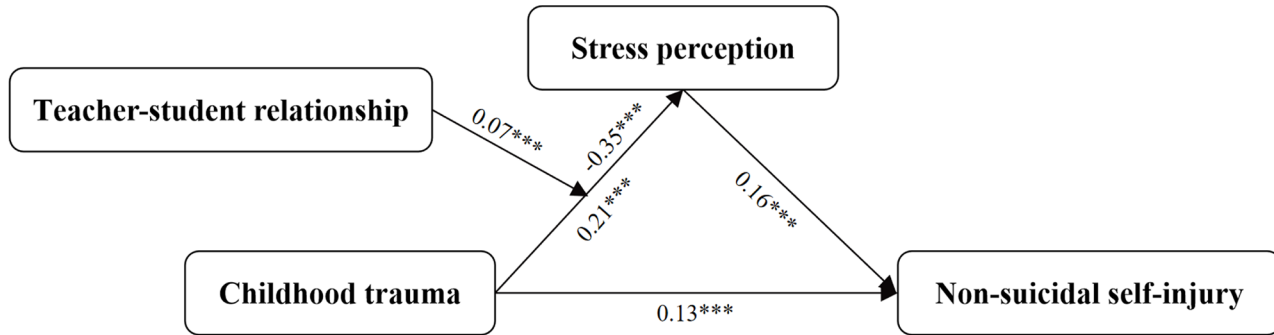 Stress perception
Teacher-student relationship
0.07***
-0.35***
0.21***
0.16***
Childhood trauma
Non-suicidal self-injury
0.13***